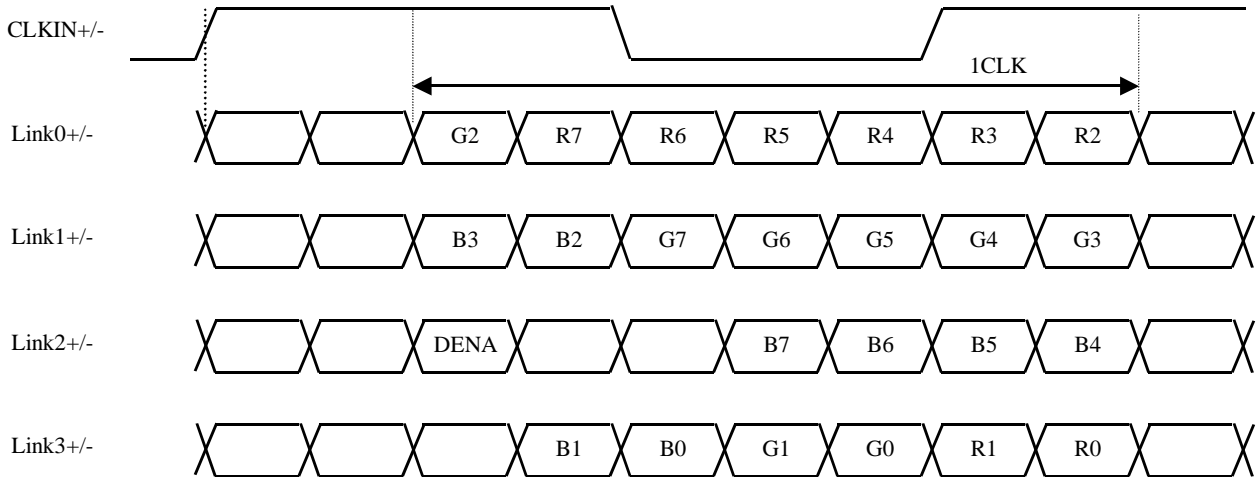 CLKIN+/-
1CLK
Link0+/- G2 R7 R6 R5 R4 R3 R2
Link1+/- B3 B2 G7 G6 G5 G4 G3
Link2+/- DENA B7 B6 B5 B4
Link3+/- B1 B0 G1 G0 R1 R0